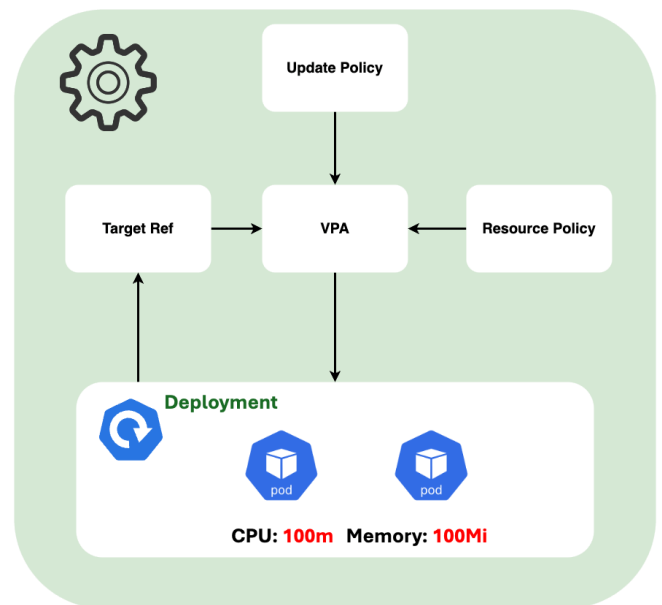 Update Policy
Target Ref
VPA
Resource Policy
Deployment
pod
pod
CPU: 100m Memory: 100Mi